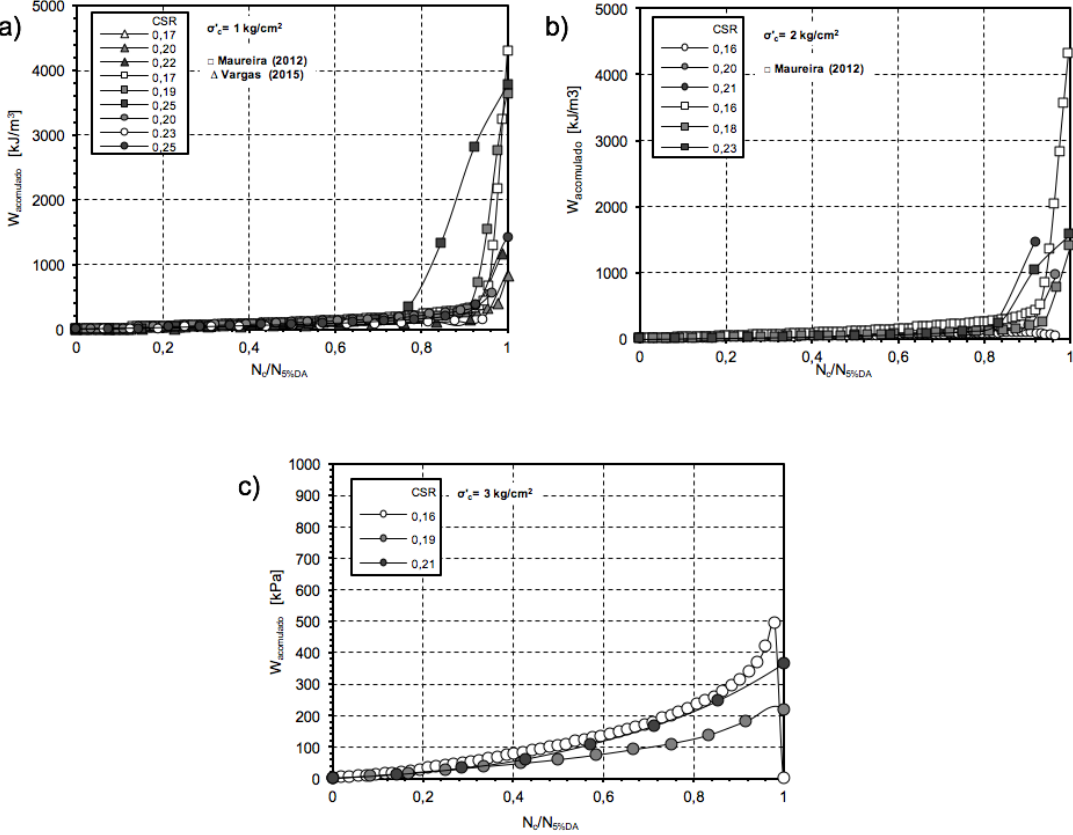 a)
5000
4000
3000
2000
1000
0
W acumulado [kJ/m³]
CSR
0,17
0,20
0,22
0,17
0,19
0,25
0,20
0,23
0,25
σ'c= 1 kg/cm²
□ Maureira (2012)
Δ Vargas (2015)
0 0,2 0,4 0,6 0,8 1
Nc/N5%DA
b)
5000
4000
3000
2000
1000
0
Wacumulado [kJ/m3]
CSR
0,16
0,20
0,21
0,16
0,18
0,23
σ'c= 2 kg/cm²
□ Maureira (2012)
0 0,2 0,4 0,6 0,8 1
Nc/N5%DA
c)
1000
900
800
700
600
500
400
300
200
100
0
Wacumulado [kPa]
CSR
0,16
0,19
0,21
σ'c= 3 kg/cm²
0 0,2 0,4 0,6 0,8 1
Nc/N5%DA